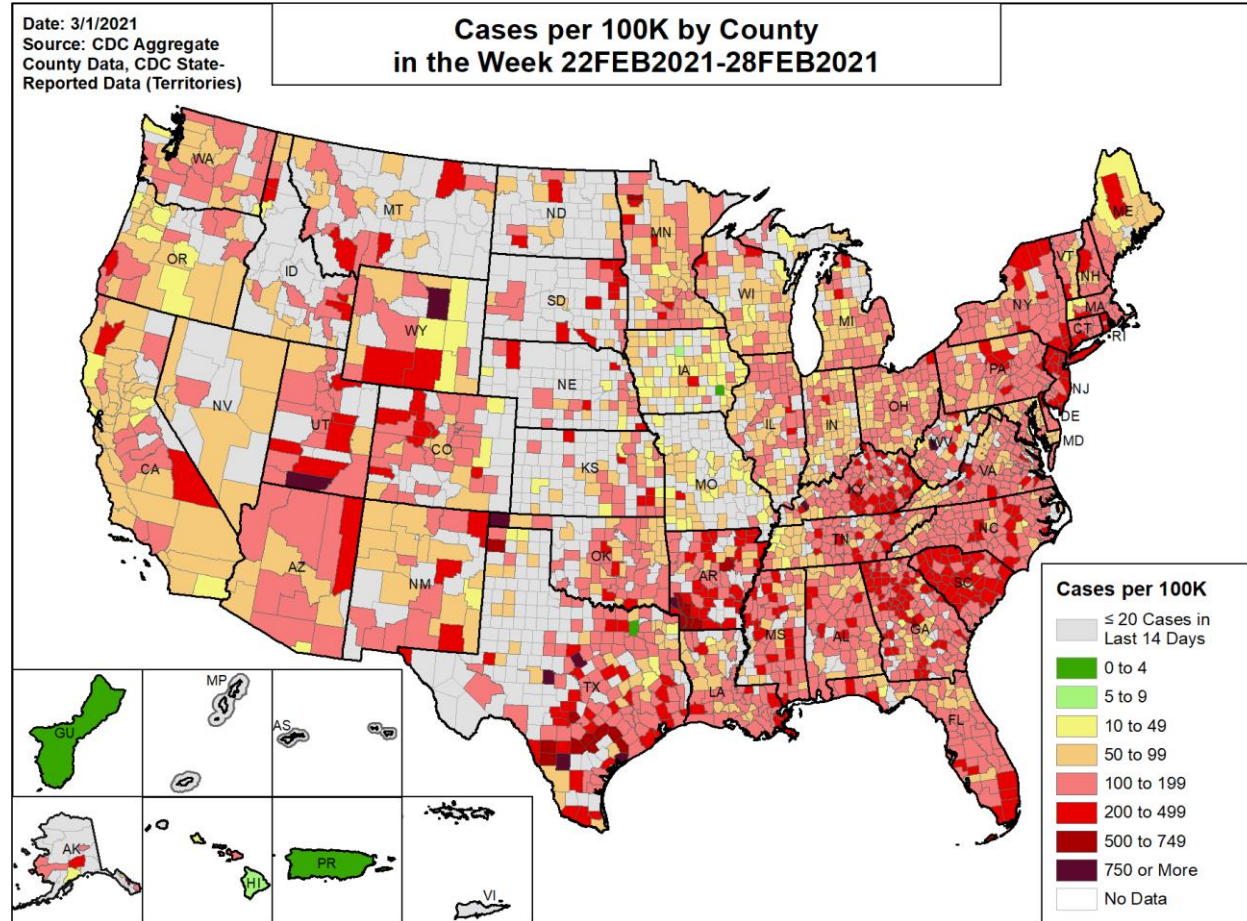 Date: 3/1/2021
Source: CDC Aggregate
County Data, CDC State-
Reported Data (Territories)
Cases per 100K by County
in the Week 22FEB2021-28FEB2021
WA
MT
ND
MN
ME
OR
ID
SD
WI
MI
VT
NH
NY
MA
CT
RI
WY
IA
PA
NJ
NV
NE
IL
IN
OH
DE
MD
UT
CO
WV
VA
CA
KS
MO
KY
NC
TN
AZ
NM
OK
AR
SC
MS
AL
GA
TX
LA
FL
GU
MP
AS
AK
HI
PR
VI
Cases per 100K
≤ 20 Cases in
Last 14 Days
0 to 4
5 to 9
10 to 49
50 to 99
100 to 199
200 to 499
500 to 749
750 or More
No Data